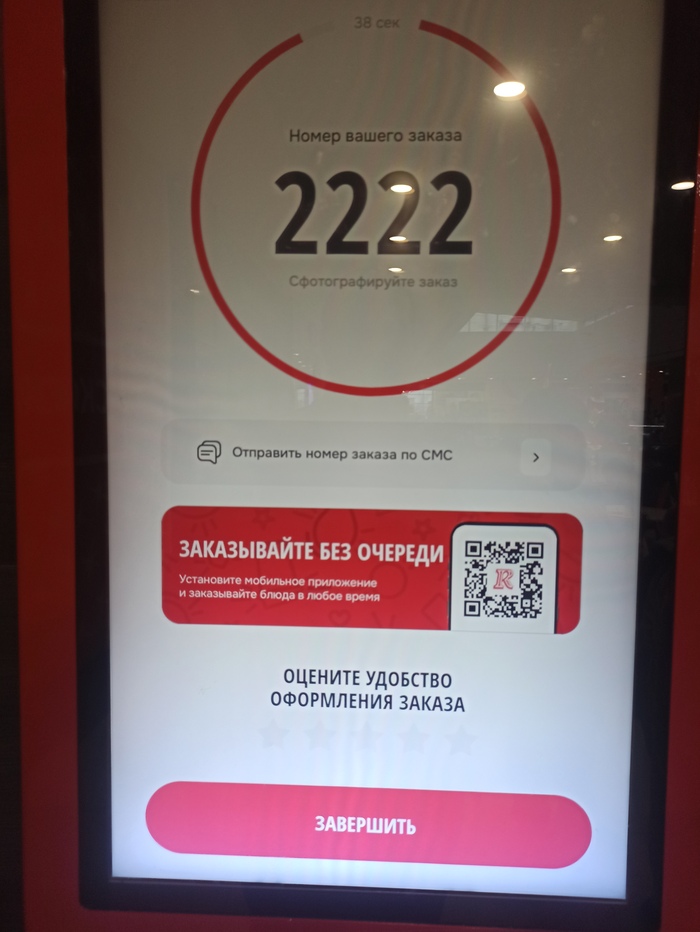 38 сек
Номер вашего заказа
2222
Сфотографируйте заказ
Отправить номер заказа по СМС
ЗАКАЗЫВАЙТЕ БЕЗ ОЧЕРЕДИ
Установите мобильное приложение
и заказывайте блюда в любое время
R
ОЦЕНИТЕ УДОБСТВО
ОФОРМЛЕНИЯ ЗАКАЗА
ЗАВЕРШИТЬ